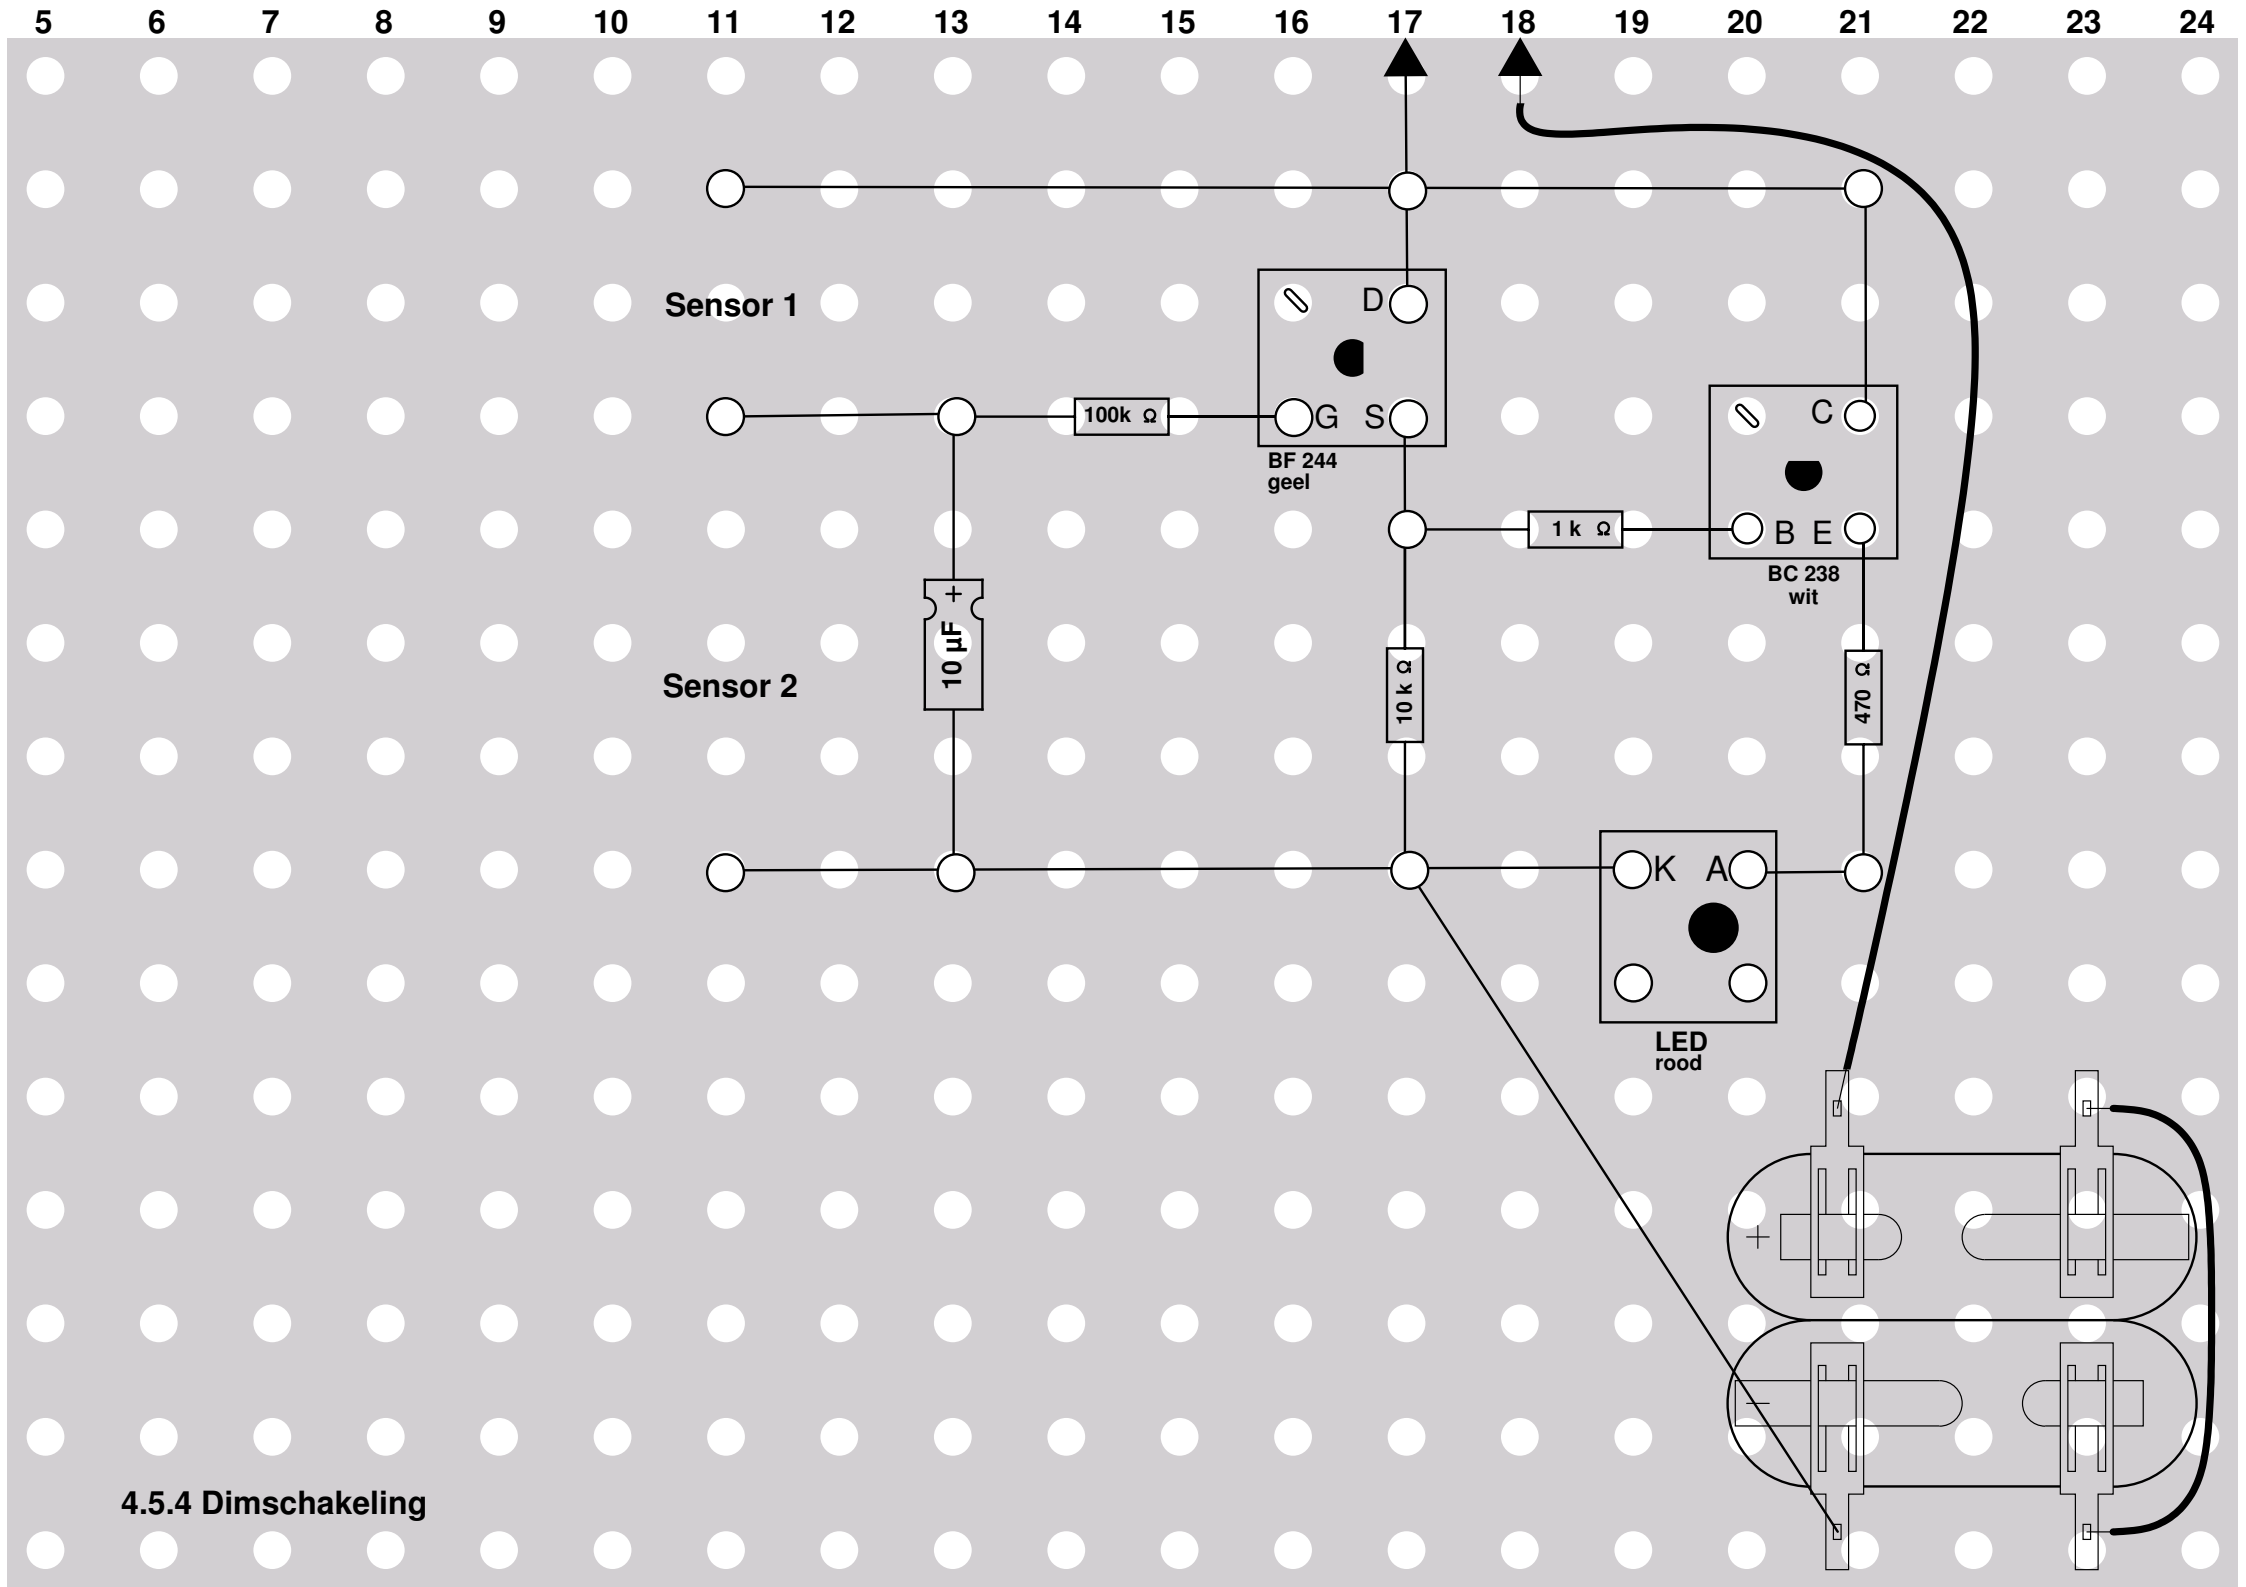 5 6 7 8 9 10 11 12 13 14 15 16 17 18 19 20 21 22 23 24
Sensor 1
D
100k Ω
G S
C
BF 244
geel
1 k Ω
B E
BC 238
wit
+
10 µF
Sensor 2
10 k Ω
470 Ω
K A
LED
rood
+
−
4.5.4 Dimschakeling